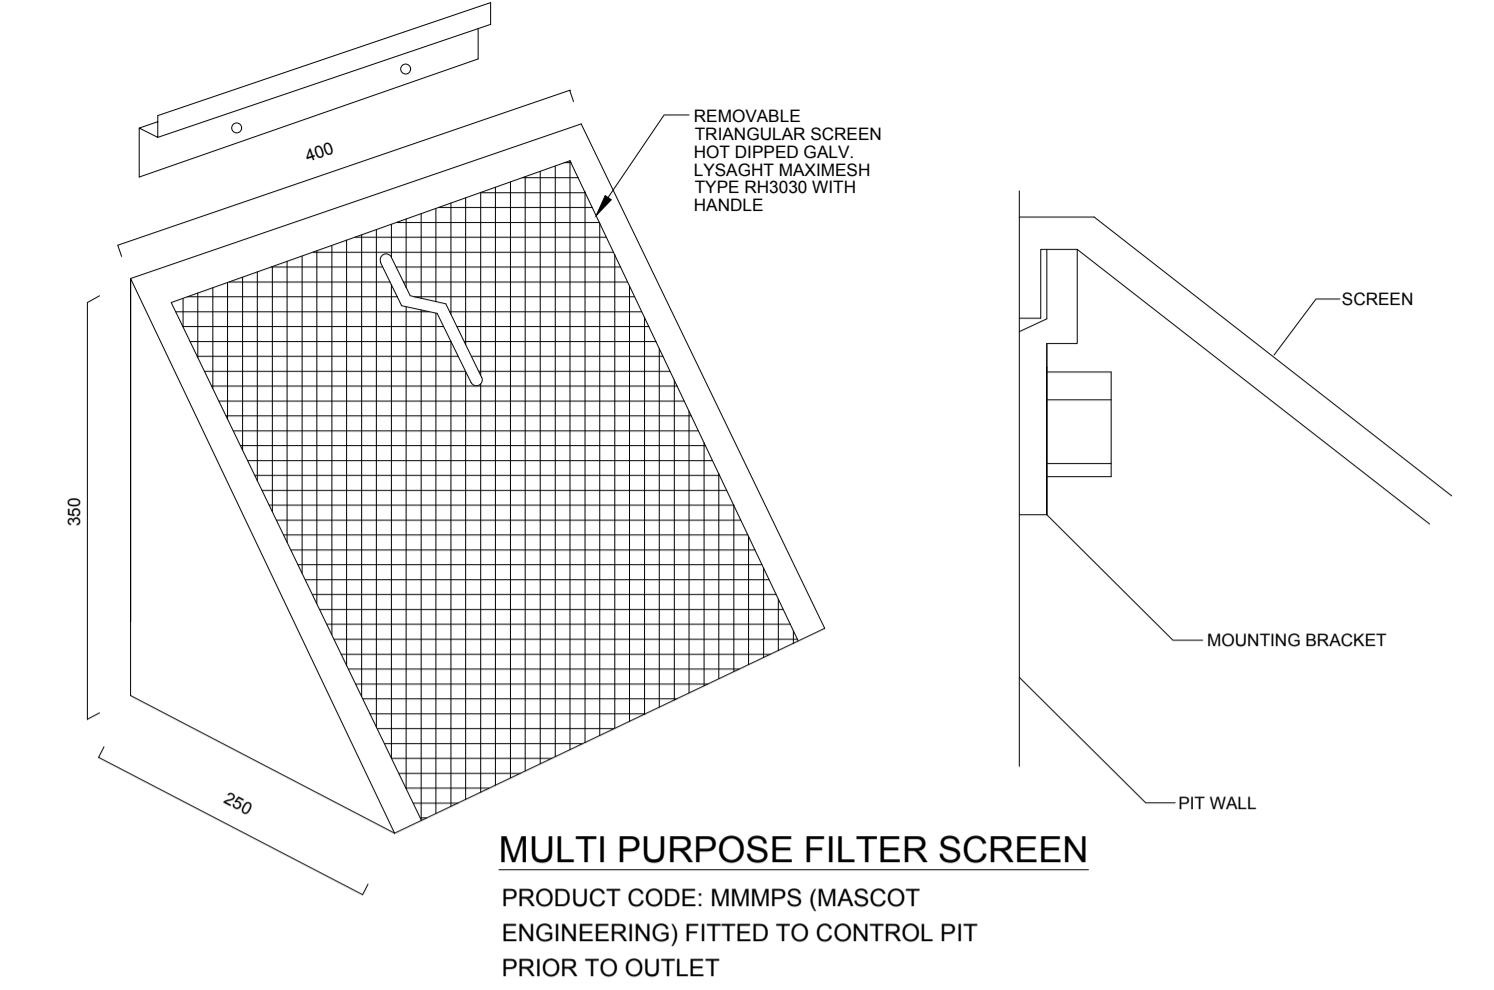 400
REMOVABLE
TRIANGULAR SCREEN
HOT DIPPED GALV.
LYSAGHT MAXIMESH
TYPE RH3030 WITH
HANDLE
350
250
SCREEN
MOUNTING BRACKET
PIT WALL
MULTI PURPOSE FILTER SCREEN
PRODUCT CODE: MMMPS (MASCOT
ENGINEERING) FITTED TO CONTROL PIT
PRIOR TO OUTLET